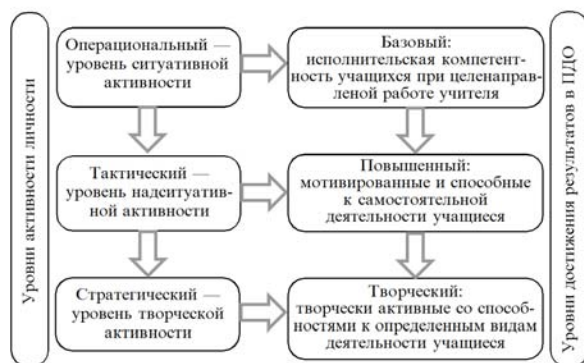 Уровни активности личности
Операциональный —
уровень ситуативной
активности
Базовый:
исполнительская компетент-
ность учащихся при целенаправ-
леной работе учителя
Тактический —
уровень надситуатив-
ной активности
Повышенный:
мотивированные и способные
к самостоятельной
деятельности учащиеся
Стратегический —
уровень творческой
активности
Творческий:
творчески активные со способ-
ностями к определенным видам
деятельности учащиеся
Уровни достижения результатов в ПДО